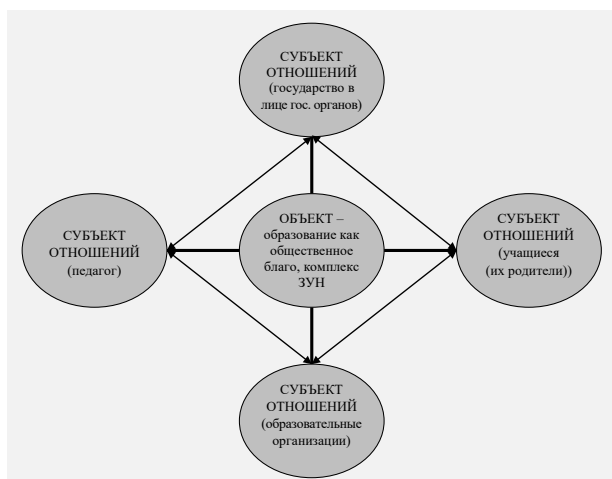 СУБЪЕКТ
ОТНОШЕНИЙ
(государство в
лице гос. органов)
СУБЪЕКТ
ОТНОШЕНИЙ
(педагог)
ОБЪЕКТ –
образование как
общественное
благо, комплекс
ЗУН
СУБЪЕКТ
ОТНОШЕНИЙ
(учащиеся
(их родители))
СУБЪЕКТ
ОТНОШЕНИЙ
(образовательные
организации)